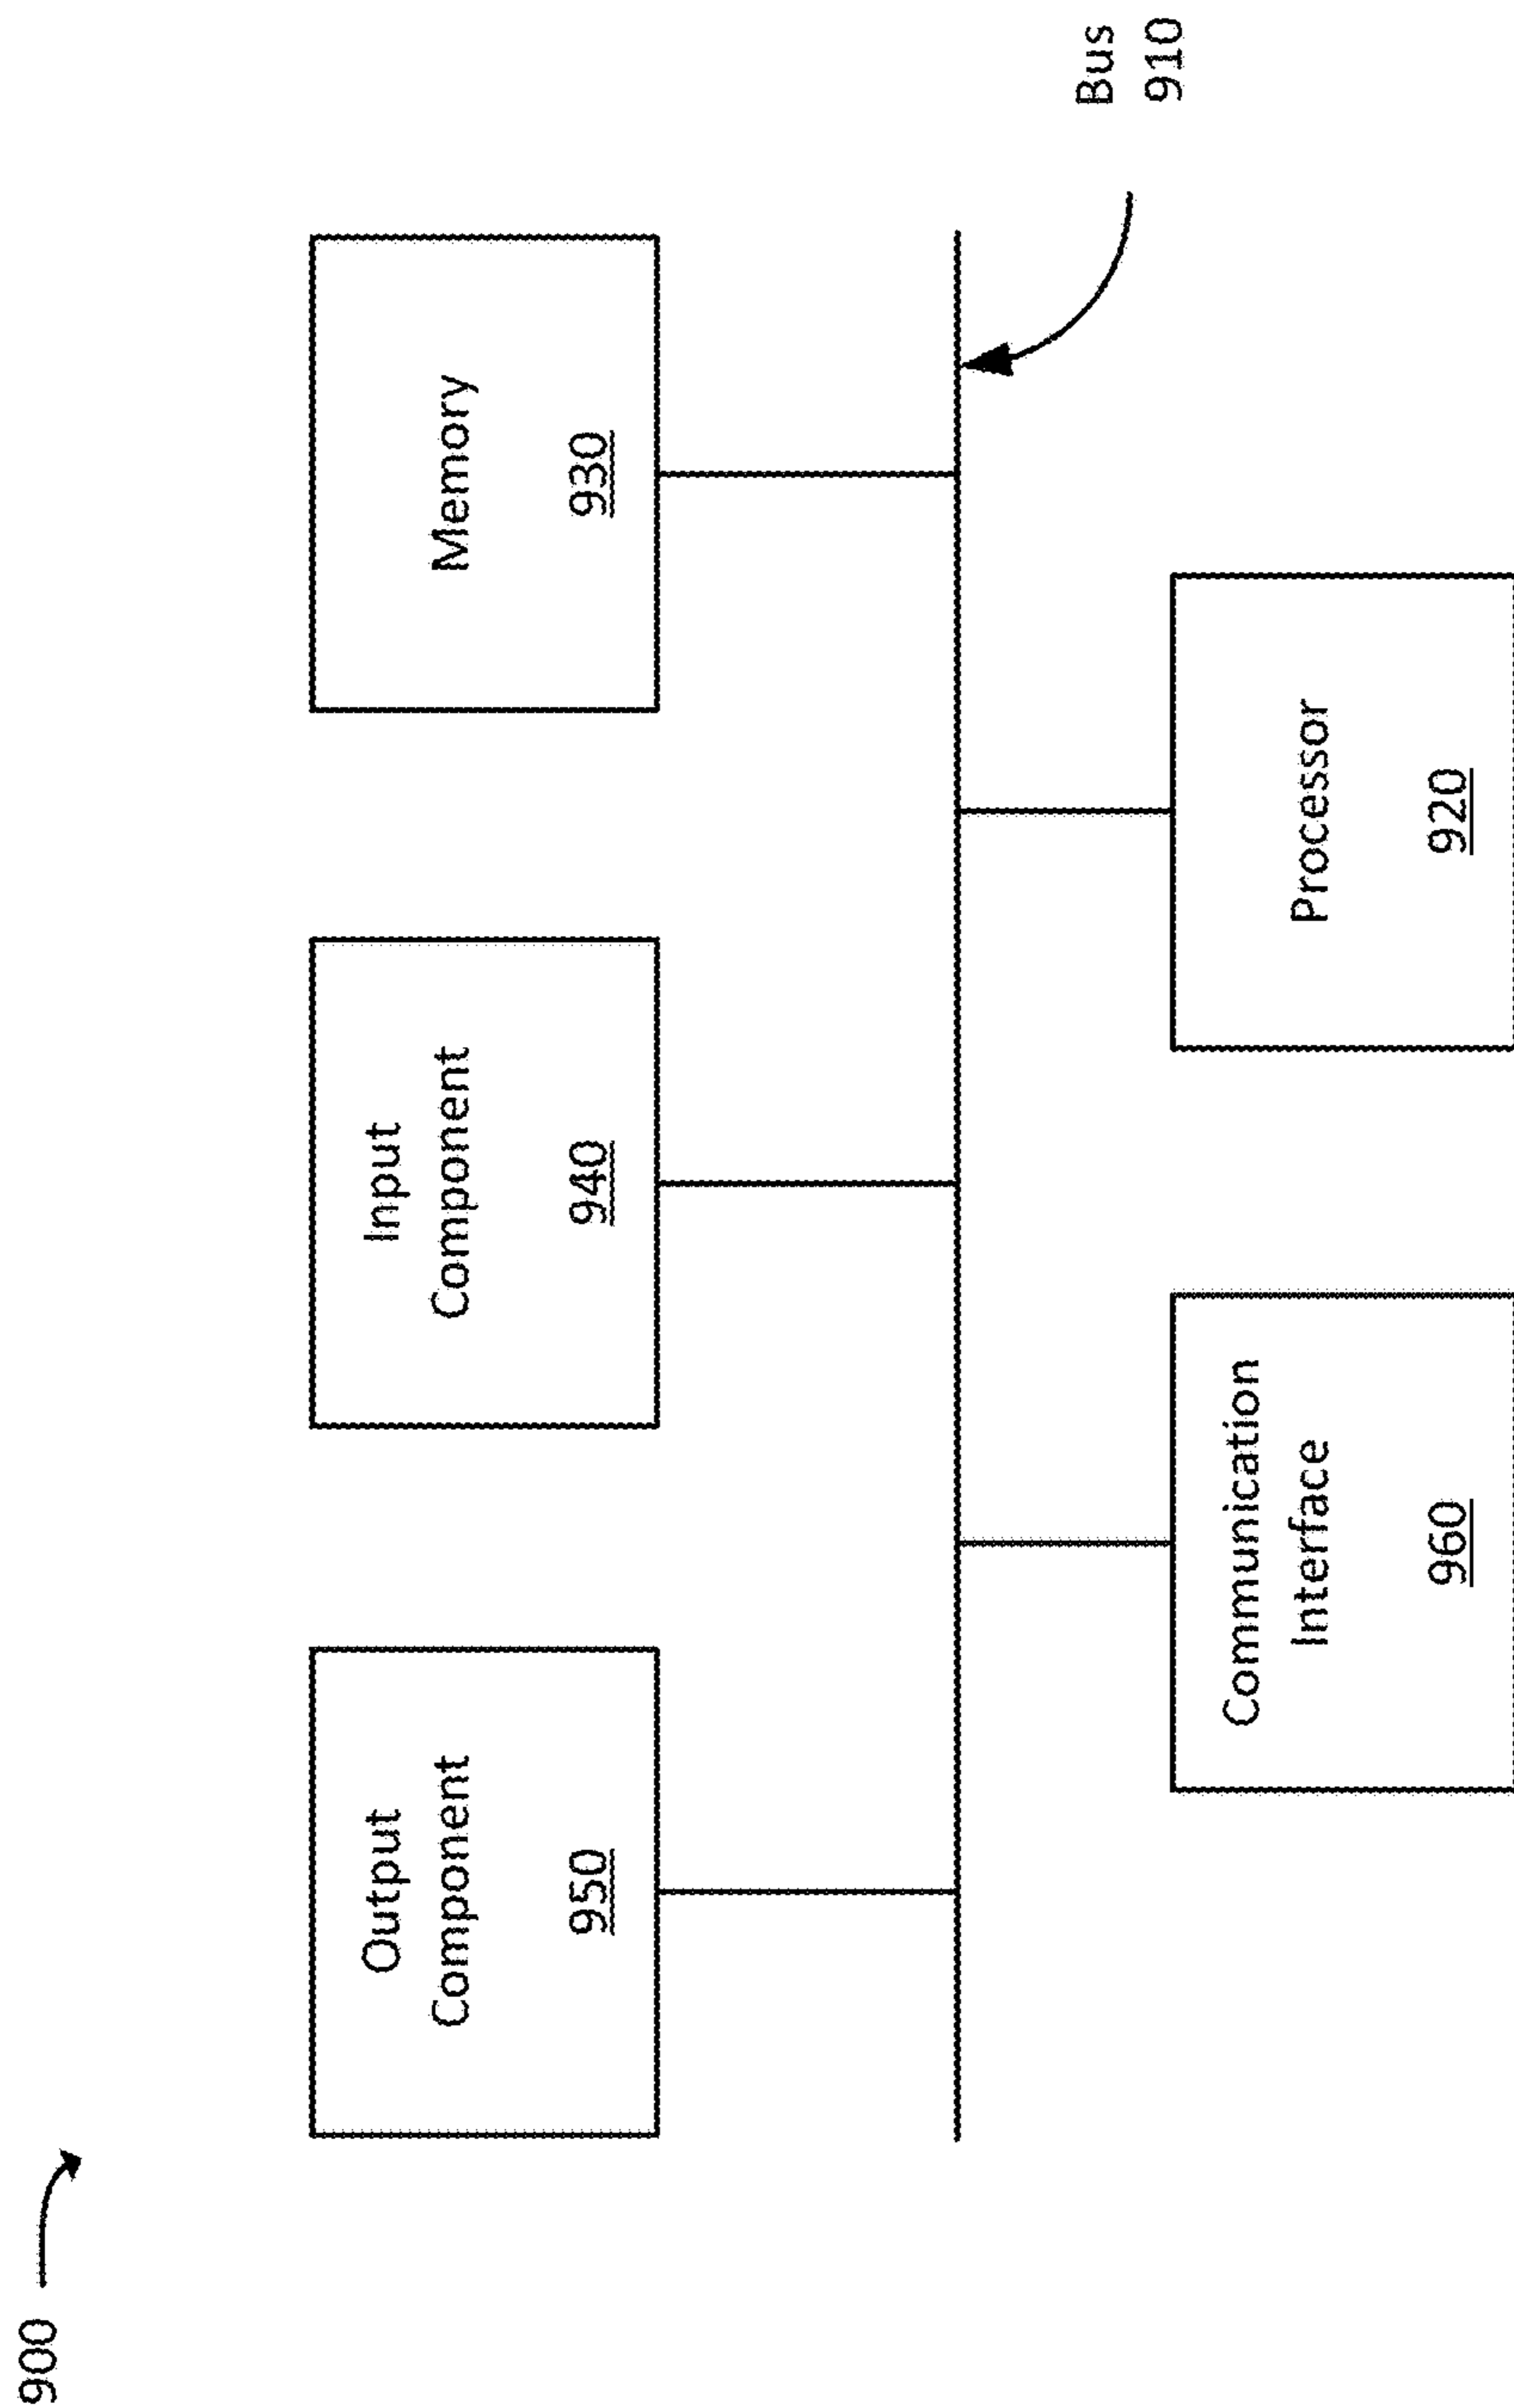 900
Output
Component
950
Input
Component
940
Memory
930
Bus
910
Communication
Interface
960
Processor
920